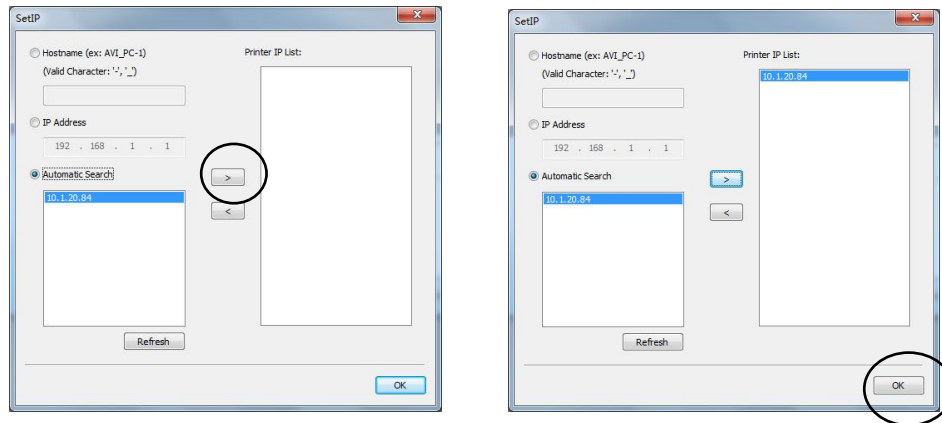 SetIP
Hostname (ex: AVI_PC-1)
(Valid Character: '-', '_')
IP Address
192 . 168 . 1 . 1
Automatic Search
10.1.20.84
Refresh
>
<
Printer IP List:
OK
SetIP
Hostname (ex: AVI_PC-1)
(Valid Character: '-', '_')
IP Address
192 . 168 . 1 . 1
Automatic Search
10.1.20.84
Refresh
>
<
Printer IP List:
10.1.20.84
OK